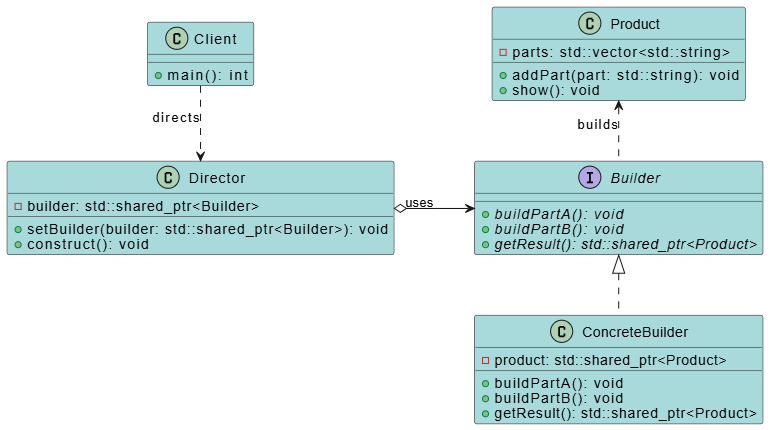 C Client
main(): int
directs
C Product
parts: std::vector<std::string>
addPart(part: std::string): void
show(): void
builds
C Director
builder: std::shared_ptr<Builder>
setBuilder(builder: std::shared_ptr<Builder>): void
construct(): void
uses
I Builder
buildPartA(): void
buildPartB(): void
getResult(): std::shared_ptr<Product>
C ConcreteBuilder
product: std::shared_ptr<Product>
buildPartA(): void
buildPartB(): void
getResult(): std::shared_ptr<Product>